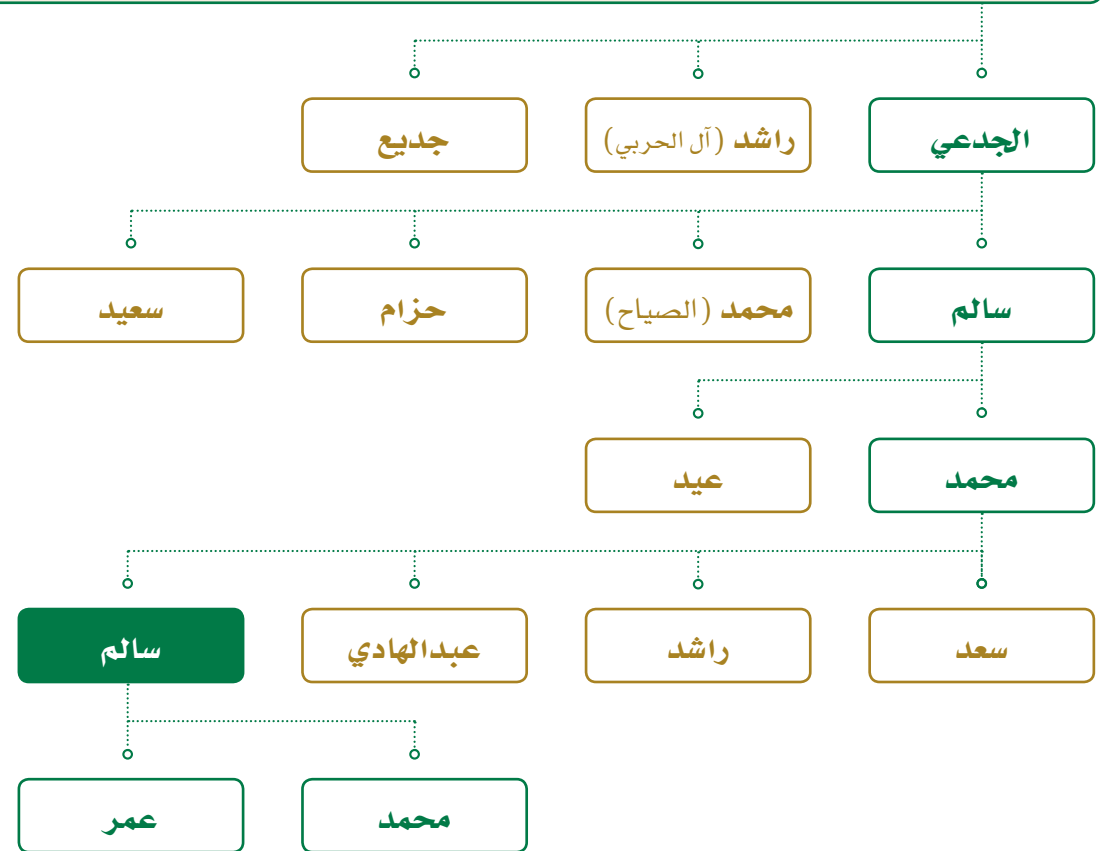 الجدعي
راشد (آل الحربي)
جديع
سالم
محمد (الصياح)
حزام
سعيد
محمد
عيد
سعد
راشد
عبدالهادي
سالم
محمد
عمر